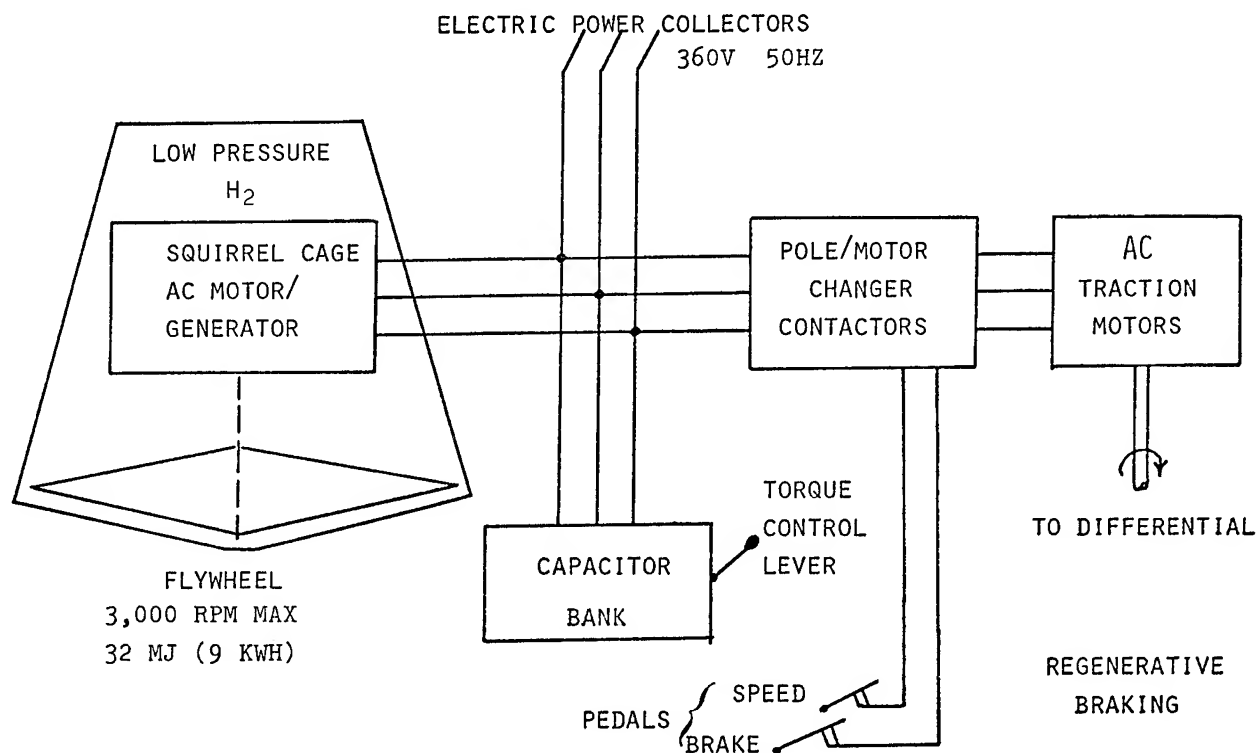 ELECTRIC POWER COLLECTORS
360V 50HZ
LOW PRESSURE
H2
SQUIRREL CAGE
AC MOTOR/
GENERATOR
POLE/MOTOR
CHANGER
CONTACTORS
AC
TRACTION
MOTORS
TO DIFFERENTIAL
TORQUE
CONTROL
LEVER
CAPACITOR
BANK
FLYWHEEL
3,000 RPM MAX
32 MJ (9 KWH)
PEDALS
SPEED
BRAKE
REGENERATIVE
BRAKING